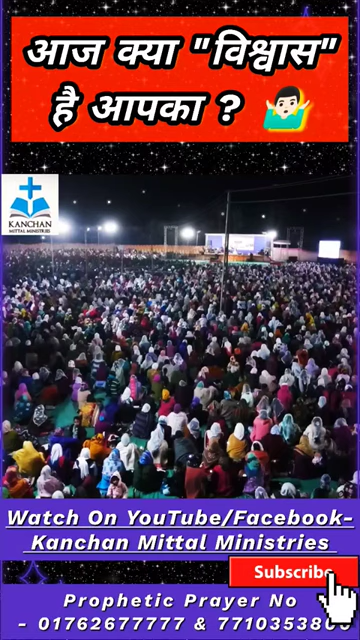 आज क्या "विश्वास"
है आपका ?
KANCHAN
MITTAL MINISTRIES
Watch On YouTube/Facebook-
Kanchan Mittal Ministries
Subscribe
Prophetic Prayer No
- 01762677777 &